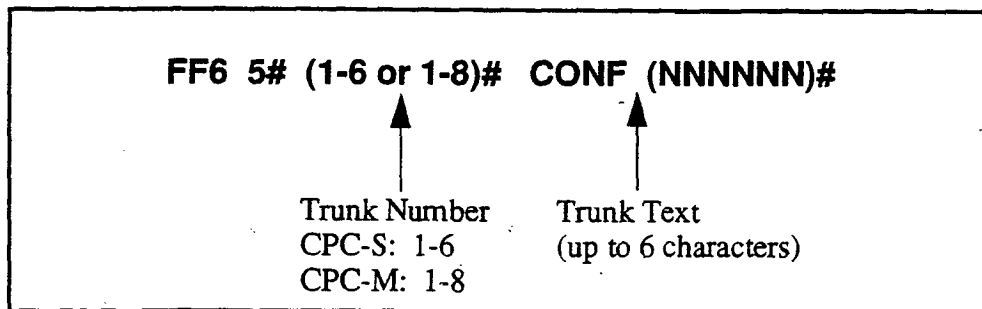 FF6 5# (1-6 or 1-8)# CONF (NNNNNN)#
Trunk Number Trunk Text
CPC-S: 1-6 (up to 6 characters)
CPC-M: 1-8